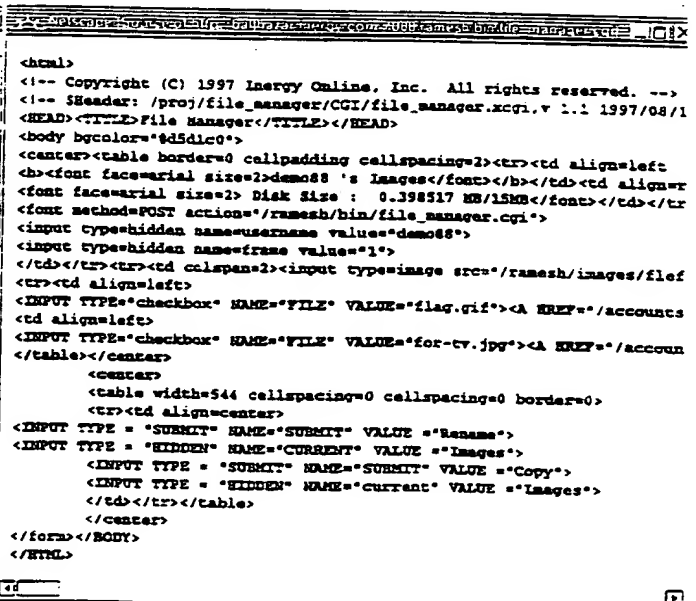 <html>
<!-- Copyright (C) 1997 Inergy Online, Inc. All rights reserved. -->
<!-- $Header: /proj/file_manager/CGI/file_manager.xcgi,v 1.1 1997/08/1
<HEAD><TITLE>File Manager</TITLE></HEAD>
<body bgcolor="#d5d1c0">
<center><table border=0 callpadding cellspacing=2><tr><td align=left
<b><font face=arial size=2>demo88 's Images</font></b></td><td align=r
<font face=arial size=2> Disk Size : 0.398517 MB/15MB</font></td></tr
<font method=POST action="/ramesh/bin/file_manager.cgi">
<input type=hidden name=username value="demo88">
<input type=hidden name=frame value="1">
</td></tr><tr><td colspan=2><input type=image src="/ramesh/images/flef
<tr><td align=left>
<INPUT TYPE="checkbox" NAME="FILE" VALUE="flag.gif"><A HREF="/accounts
<td align=left>
<INPUT TYPE="checkbox" NAME="FILE" VALUE="for-tv.jpg"><A HREF="/accoun
</table></center>
<center>
<table width=544 cellspacing=0 cellspacing=0 border=0>
<tr><td align=center>
<INPUT TYPE = "SUBMIT" NAME="SUBMIT" VALUE ="Rename">
<INPUT TYPE = "HIDDEN" NAME="CURRENT" VALUE ="Images">
<INPUT TYPE = "SUBMIT" NAME="SUBMIT" VALUE ="Copy">
<INPUT TYPE = "HIDDEN" NAME="current" VALUE ="Images">
</td></tr></table>
</center>
</form></BODY>
</HTML>